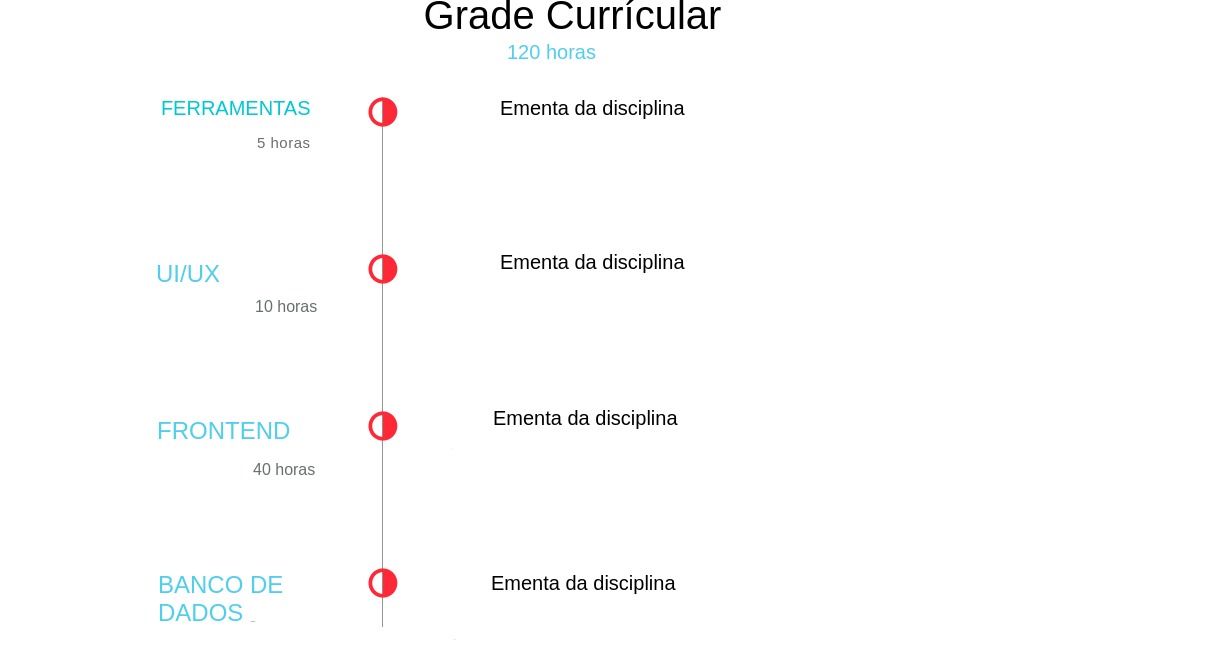 Grade Currícular
120 horas
FERRAMENTAS
Ementa da disciplina
5 horas
UI/UX
Ementa da disciplina
10 horas
FRONTEND
Ementa da disciplina
40 horas
BANCO DE
DADOS
Ementa da disciplina